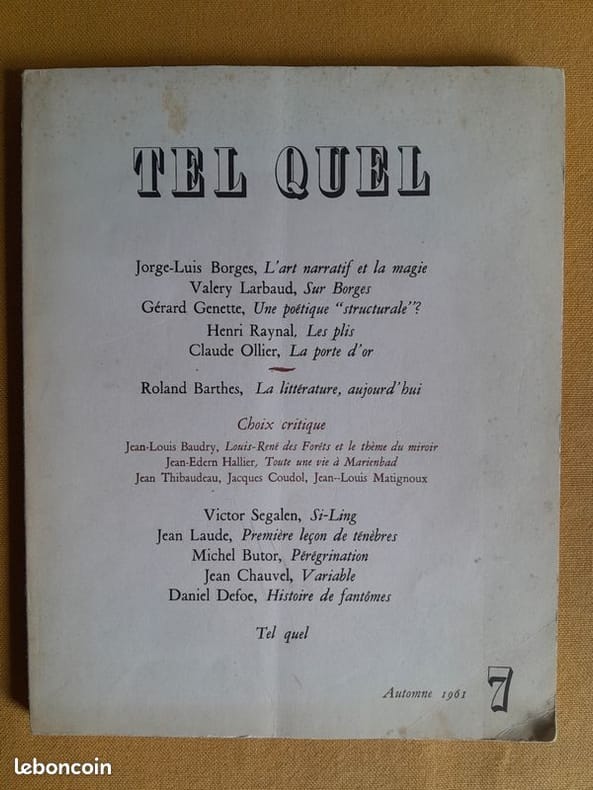 TEL QUEL
Jorge-Luis Borges, L'art narratif et la magie
Valery Larbaud, Sur Borges
Gérard Genette, Une poétique "structurale"?
Henri Raynal, Les plis
Claude Ollier, La porte d'or
Roland Barthes, La littérature, aujourd'hui
Choix critique
Jean-Louis Baudry, Louis-René des Forêts et le thème du miroir
Jean-Edern Hallier, Toute une vie à Marienbad
Jean Thibaudeau, Jacques Coudol, Jean--Louis Matignoux
Victor Segalen, Si-Ling
Jean Laude, Première leçon de ténèbres
Michel Butor, Pérégrination
Jean Chauvel, Variable
Daniel Defoe, Histoire de fantômes
Tel quel
Automne 1961 7
leboncoin